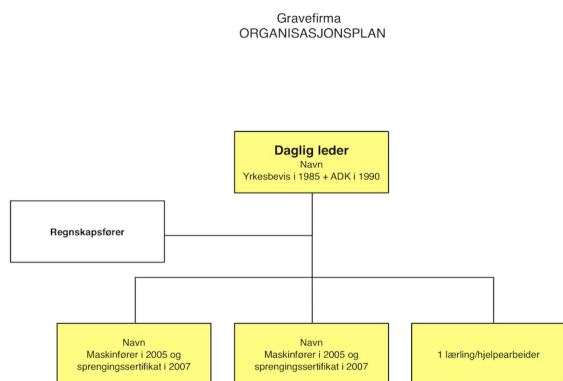 Gravefirma
ORGANISASJONSPLAN
Daglig leder
Navn
Yrkesbevis i 1985 + ADK i 1990
Regnskapsfører
Navn
Maskinfører i 2005 og
sprengingssertifikat i 2007
Navn
Maskinfører i 2005 og
sprengingssertifikat i 2007
1 lærling/hjelpearbeider